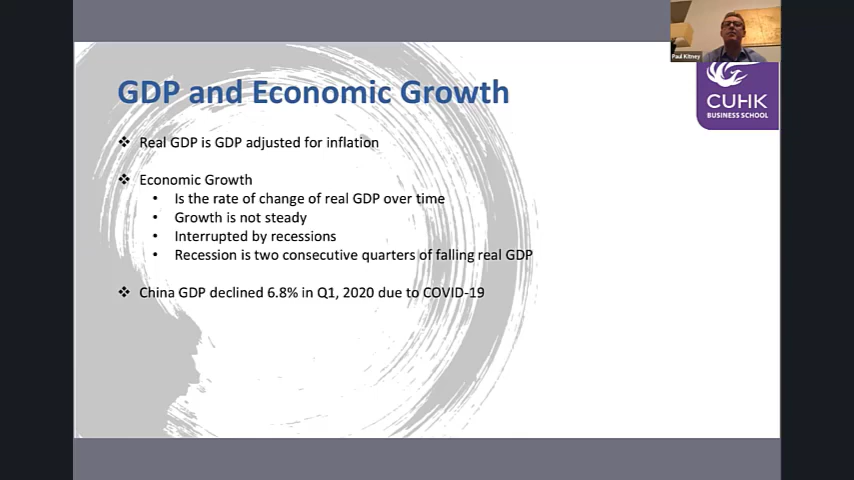 Paul Kitney
CUHK
BUSINESS SCHOOL
GDP and Economic Growth
❖ Real GDP is GDP adjusted for inflation
❖ Economic Growth
• Is the rate of change of real GDP over time
• Growth is not steady
• Interrupted by recessions
• Recession is two consecutive quarters of falling real GDP
❖ China GDP declined 6.8% in Q1, 2020 due to COVID-19